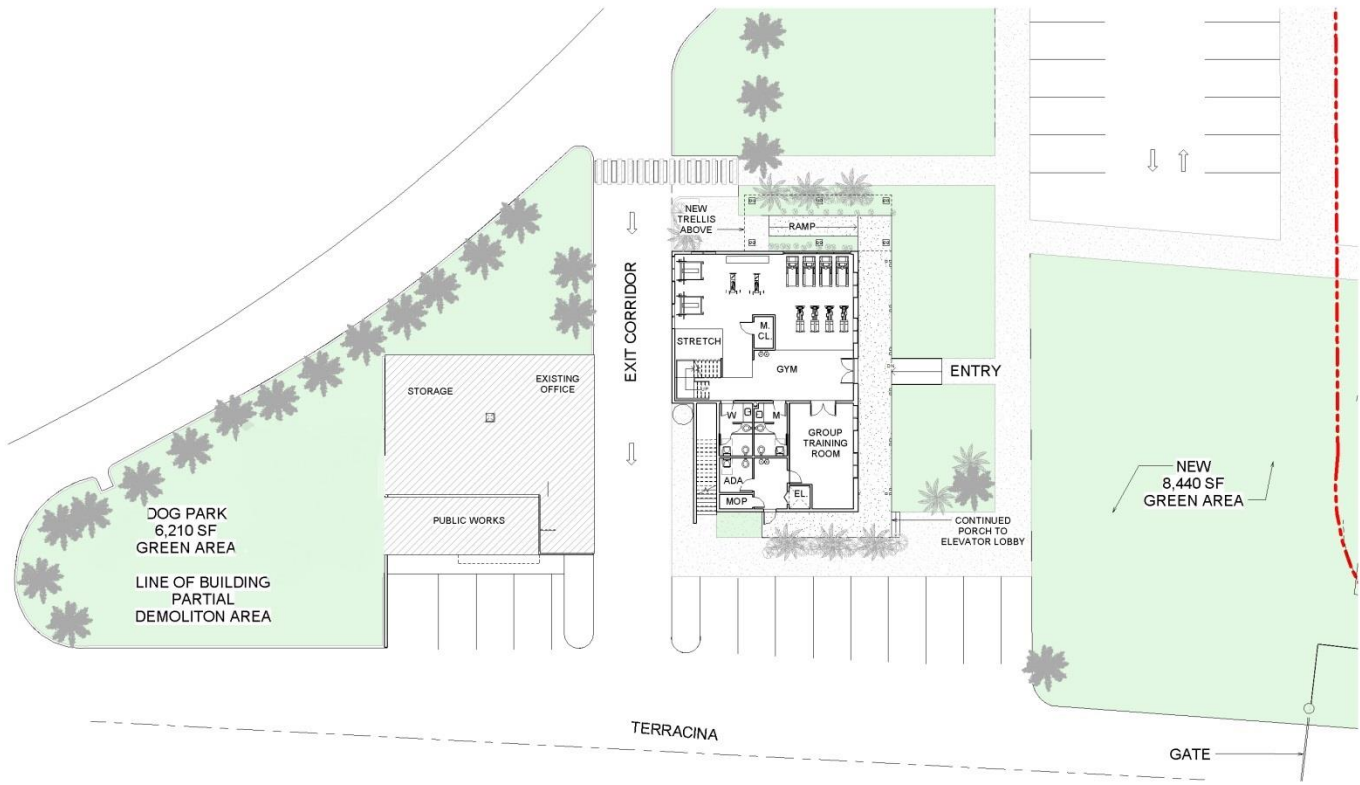 NEW
TRELLIS
ABOVE
RAMP
EXIT CORRIDOR
M.
CL.
STRETCH
GYM
UP
ENTRY
STORAGE
EXISTING
OFFICE
W
M
GROUP
TRAINING
ROOM
ADA
MOP
EL.
NEW
8,440 SF
GREEN AREA
DOG PARK
6,210 SF
GREEN AREA
PUBLIC WORKS
CONTINUED
PORCH TO
ELEVATOR LOBBY
LINE OF BUILDING
PARTIAL
DEMOLITON AREA
TERRACINA
GATE